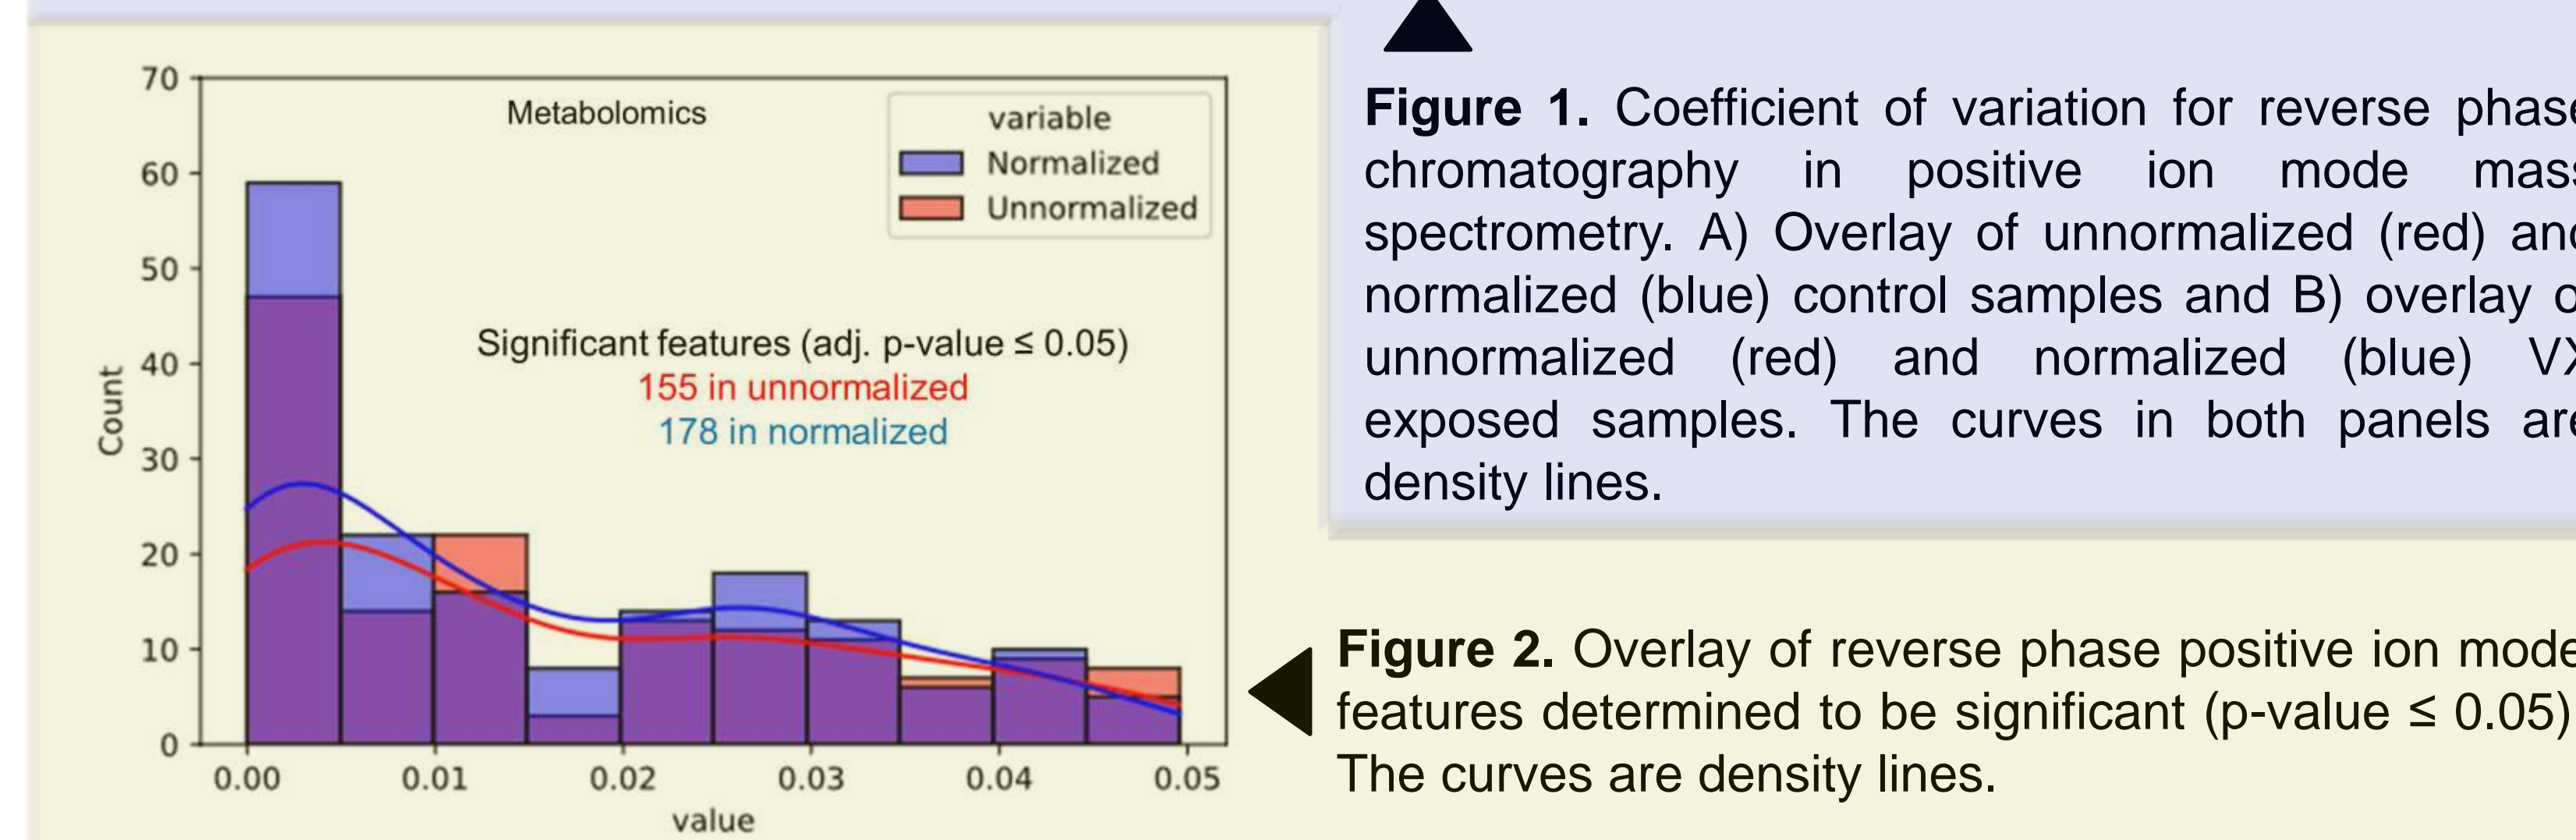 70
Metabolomics
variable
Normalized
Unnormalized
60
50
40
30
20
10
0
Count
Significant features (adj. p-value ≤ 0.05)
155 in unnormalized
178 in normalized
0.00 0.01 0.02 0.03 0.04 0.05
value
Figure 1. Coefficient of variation for reverse phase
chromatography in positive ion mode mass
spectrometry. A) Overlay of unnormalized (red) and
normalized (blue) control samples and B) overlay of
unnormalized (red) and normalized (blue) VX
exposed samples. The curves in both panels are
density lines.
Figure 2. Overlay of reverse phase positive ion mode
features determined to be significant (p-value ≤ 0.05)
The curves are density lines.